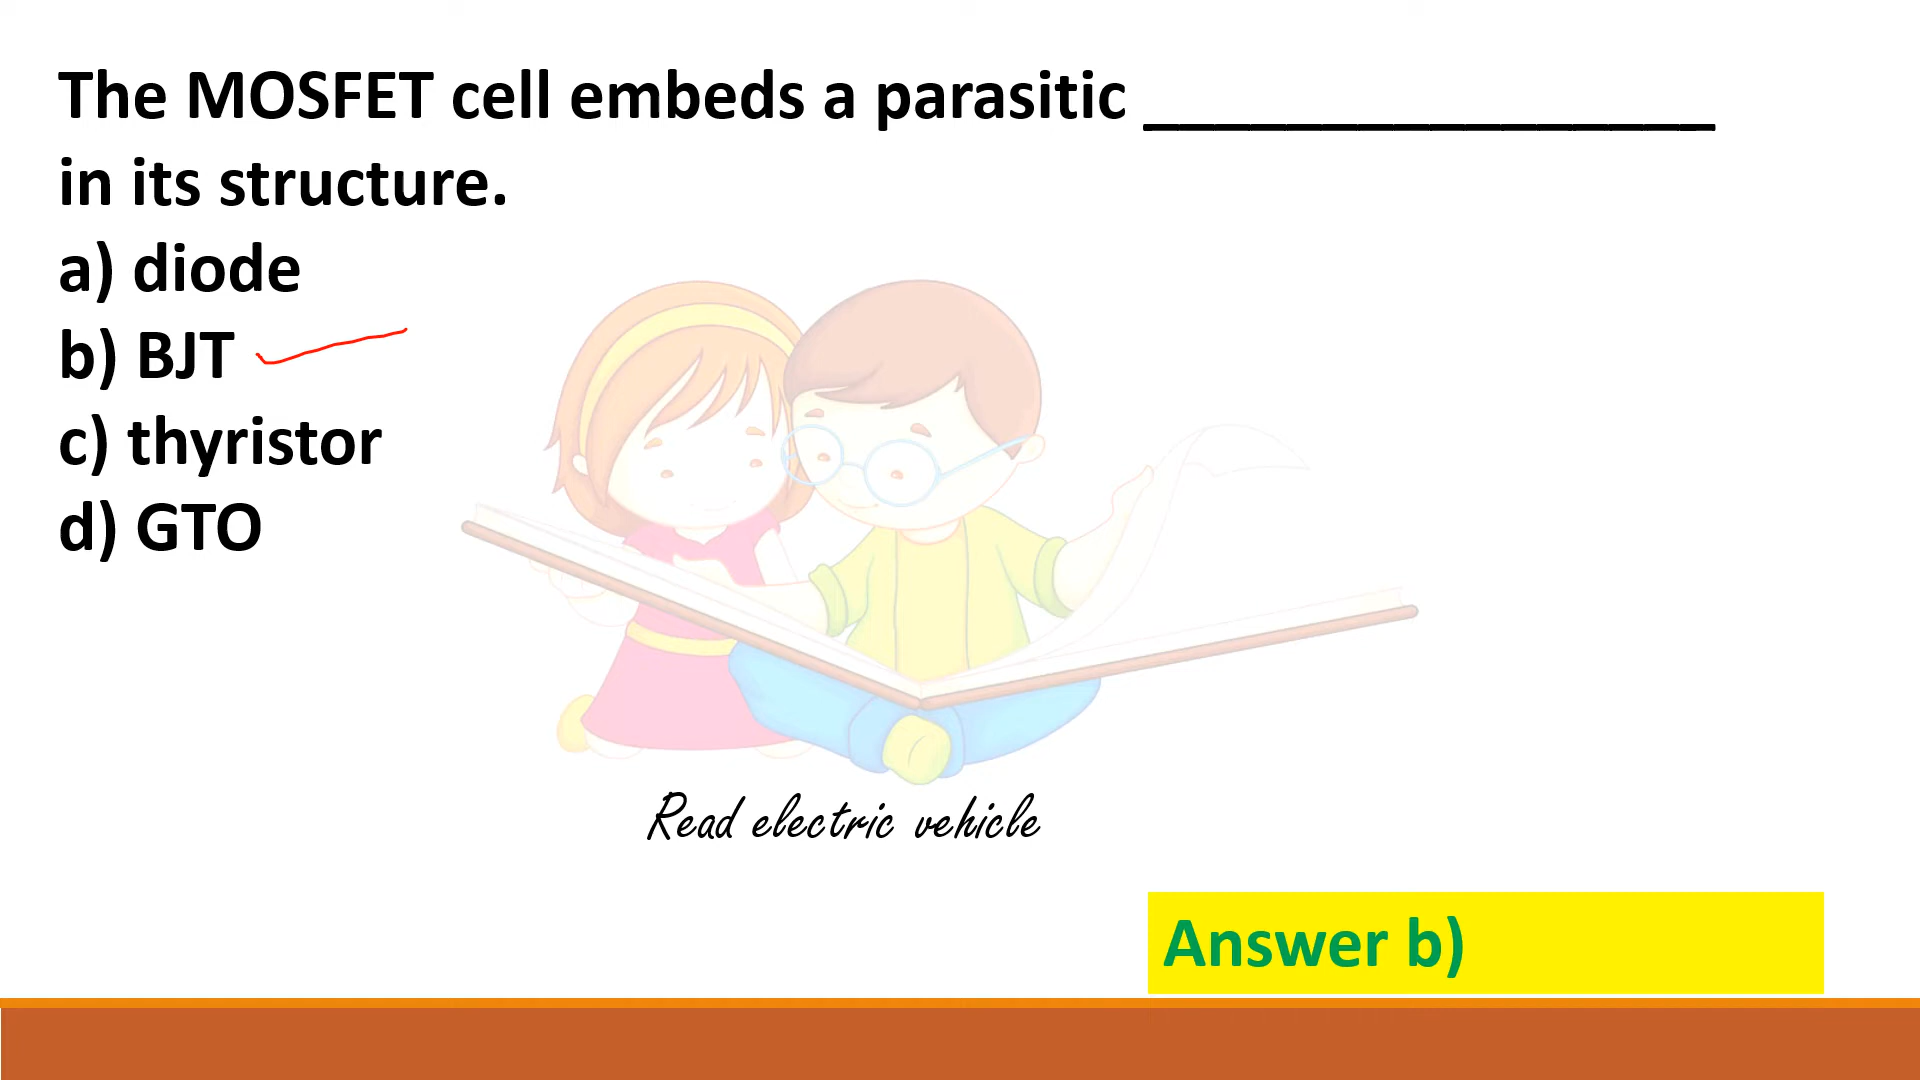 The MOSFET cell embeds a parasitic ________________
in its structure.
a) diode
b) BJT
c) thyristor
d) GTO
Read electric vehicle
Answer b)